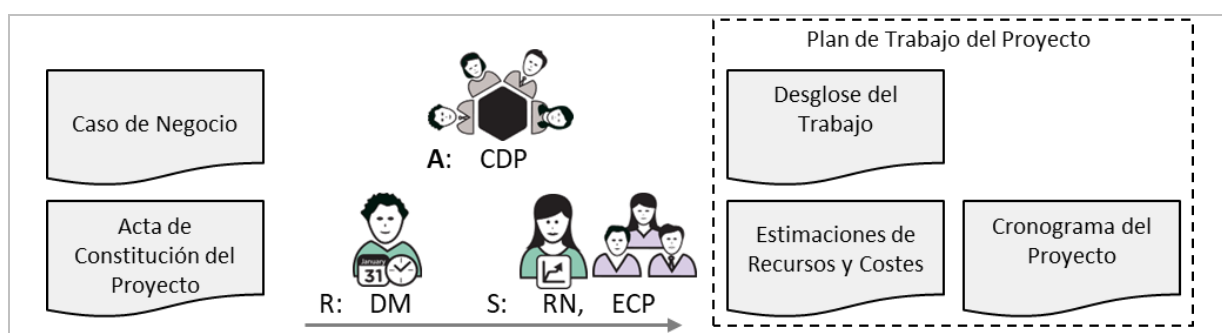 Caso de Negocio
Acta de
Constitución del
Proyecto
A: CDP
January
31
R: DM
S: RN, ECP
Plan de Trabajo del Proyecto
Desglose del
Trabajo
Estimaciones de
Recursos y Costes
Cronograma del
Proyecto